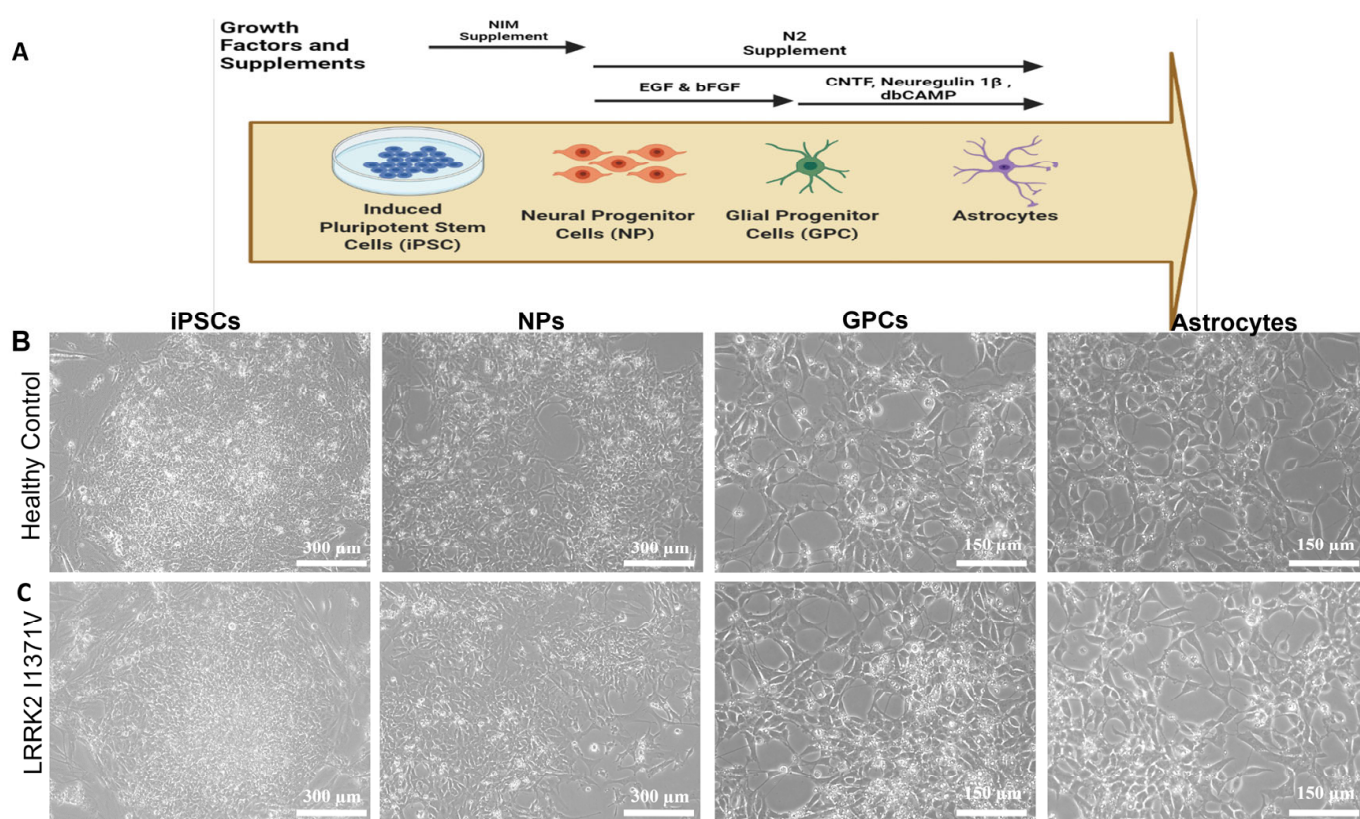 A
Growth
Factors and
Supplements
NIM
Supplement
N2
Supplement
EGF & bFGF
CNTF, Neuregulin 1β ,
dbCAMP
Induced
Pluripotent Stem
Cells (iPSC)
Neural Progenitor
Cells (NP)
Glial Progenitor
Cells (GPC)
Astrocytes
iPSCs
NPs
GPCs
Astrocytes
B
Healthy Control
300 µm
300 µm
150 µm
150 µm
C
LRRK2 I1371V
300 µm
300 µm
150 µm
150 µm